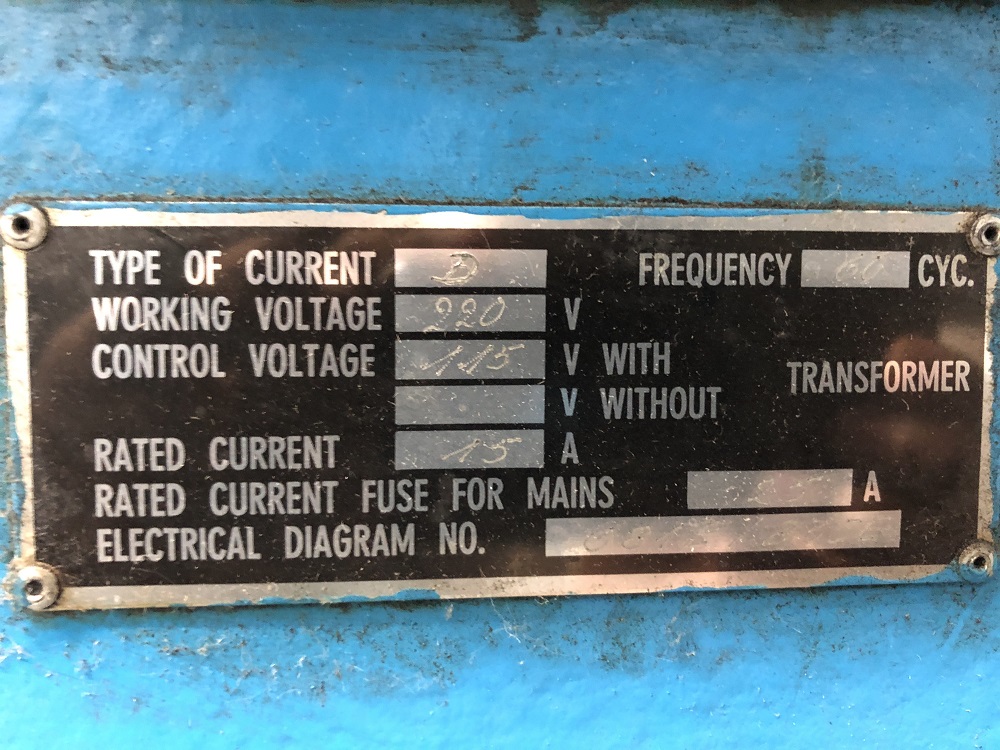 TYPE OF CURRENT D FREQUENCY 60 CYC.
WORKING VOLTAGE 220 V
CONTROL VOLTAGE 115 V WITH
TRANSFORMER
V WITHOUT
RATED CURRENT 15 A
RATED CURRENT FUSE FOR MAINS A
ELECTRICAL DIAGRAM NO.